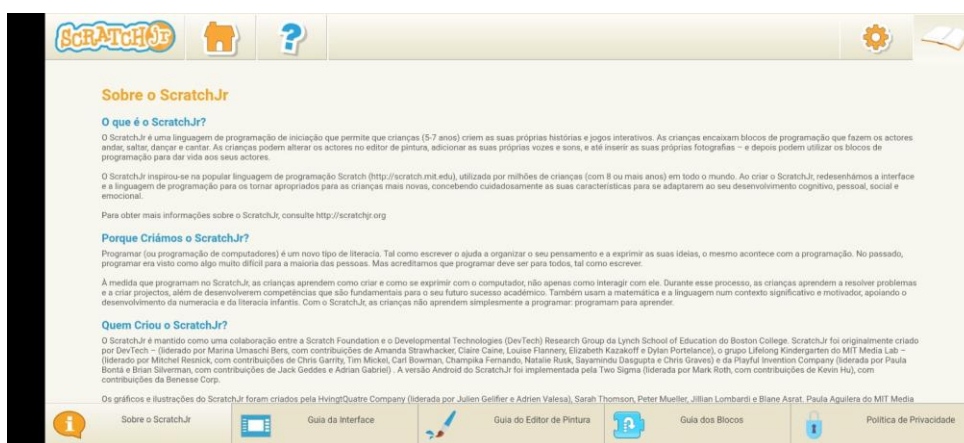 SCRATCHJR
Sobre o ScratchJr
O que é o ScratchJr?
O ScratchJr é uma linguagem de programação de iniciação que permite que crianças (5-7 anos) criem as suas próprias histórias e jogos interativos. As crianças encaixam blocos de programação que fazem os actores
andar, saltar, dançar e cantar. As crianças podem alterar os actores no editor de pintura, adicionar as suas próprias vozes e sons, e até inserir as suas próprias fotografias – e depois podem utilizar os blocos de
programação para dar vida aos seus actores.
O ScratchJr inspirou-se na popular linguagem de programação Scratch (http://scratch.mit.edu), utilizada por milhões de crianças (com 8 ou mais anos) em todo o mundo. Ao criar o ScratchJr, redesenhámos a interface
e a linguagem de programação para os tornar apropriados para as crianças mais novas, concebendo cuidadosamente as suas características para se adaptarem ao seu desenvolvimento cognitivo, pessoal, social e
emocional.
Para obter mais informações sobre o ScratchJr, consulte http://scratchjr.org
Porque Criámos o ScratchJr?
Programar (ou programação de computadores) é um novo tipo de literacia. Tal como escrever o ajuda a organizar o seu pensamento e a exprimir as suas ideias, o mesmo acontece com a programação. No passado,
programar era visto como algo muito difícil para a maioria das pessoas. Mas acreditamos que programar deve ser para todos, tal como escrever.
À medida que programam no ScratchJr, as crianças aprendem como criar e como se exprimir com o computador, não apenas como interagir com ele. Durante esse processo, as crianças aprendem a resolver problemas
e a criar projectos, além de desenvolverem competências que são fundamentais para o seu futuro sucesso académico. Também usam a matemática e a linguagem num contexto significativo e motivador, apoiando o
desenvolvimento da numeracia e da literacia infantis. Com o ScratchJr, as crianças não aprendem simplesmente a programar: programam para aprender.
Quem Criou o ScratchJr?
O ScratchJr é mantido como uma colaboração entre a Scratch Foundation e o Developmental Technologies (DevTech) Research Group da Lynch School of Education do Boston College. ScratchJr foi originalmente criado
por DevTech – (liderado por Marina Umaschi Bers, com contribuições de Amanda Strawhacker, Claire Caine, Louise Flannery, Elizabeth Kazakoff e Dylan Portelance), o grupo Lifelong Kindergarten do MIT Media Lab –
(liderado por Mitchel Resnick, com contribuições de Chris Garrity, Tim Mickel, Carl Bowman, Champika Fernando, Natalie Rusk, Sayamindu Dasgupta e Chris Graves) e da Playful Invention Company (liderada por Paula
Bontá e Brian Silverman, com contribuições de Jack Geddes e Adrian Gabriel) . A versão Android do ScratchJr foi implementada pela Two Sigma (liderada por Mark Roth, com contribuições de Kevin Hu), com
contribuições da Benesse Corp.
Os gráficos e ilustrações do ScratchJr foram criados pela HvingtQuatre Company (liderada por Julien Gelifier e Adrien Valesa), Sarah Thomson, Peter Mueller, Jillian Lombardi e Blane Asrat. Paula Aguilera do MIT Media
Sobre o ScratchJr
Guia da Interface
Guia do Editor de Pintura
Guia dos Blocos
Política de Privacidade